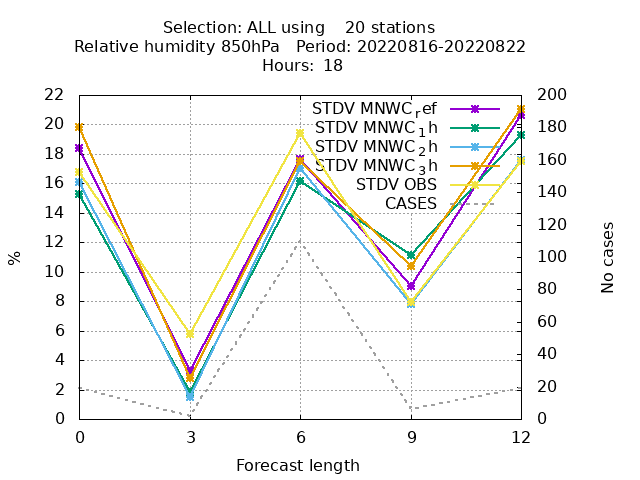 Selection: ALL using    20 stations
Relative humidity 850hPa   Period: 20220816-20220822
Hours: 18
22
20
18
16
14
12
10
8
6
4
2
0
%
200
180
160
140
120
100
80
60
40
20
0
No cases
STDV MNWC_ref
STDV MNWC_1h
STDV MNWC_2h
STDV MNWC_3h
STDV OBS
CASES
0 3 6 9 12
Forecast length